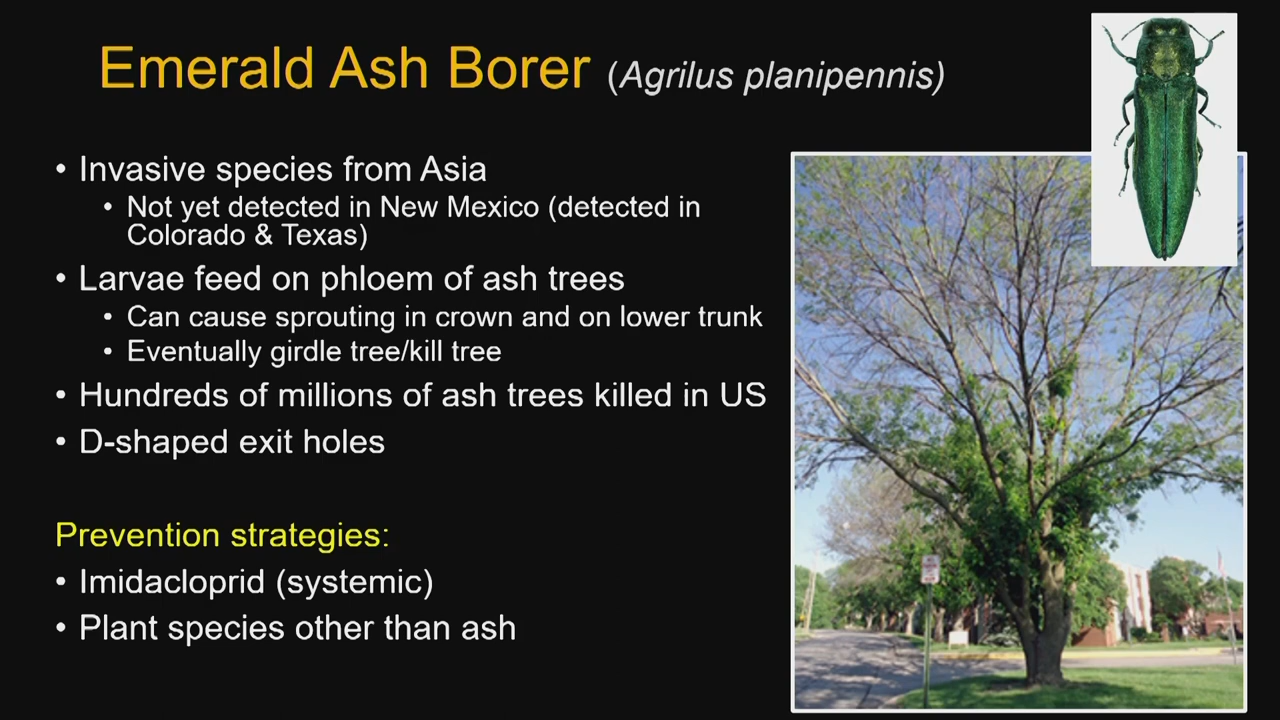 Emerald Ash Borer (Agrilus planipennis)
• Invasive species from Asia
• Not yet detected in New Mexico (detected in
Colorado & Texas)
• Larvae feed on phloem of ash trees
• Can cause sprouting in crown and on lower trunk
• Eventually girdle tree/kill tree
• Hundreds of millions of ash trees killed in US
• D-shaped exit holes
Prevention strategies:
• Imidacloprid (systemic)
• Plant species other than ash